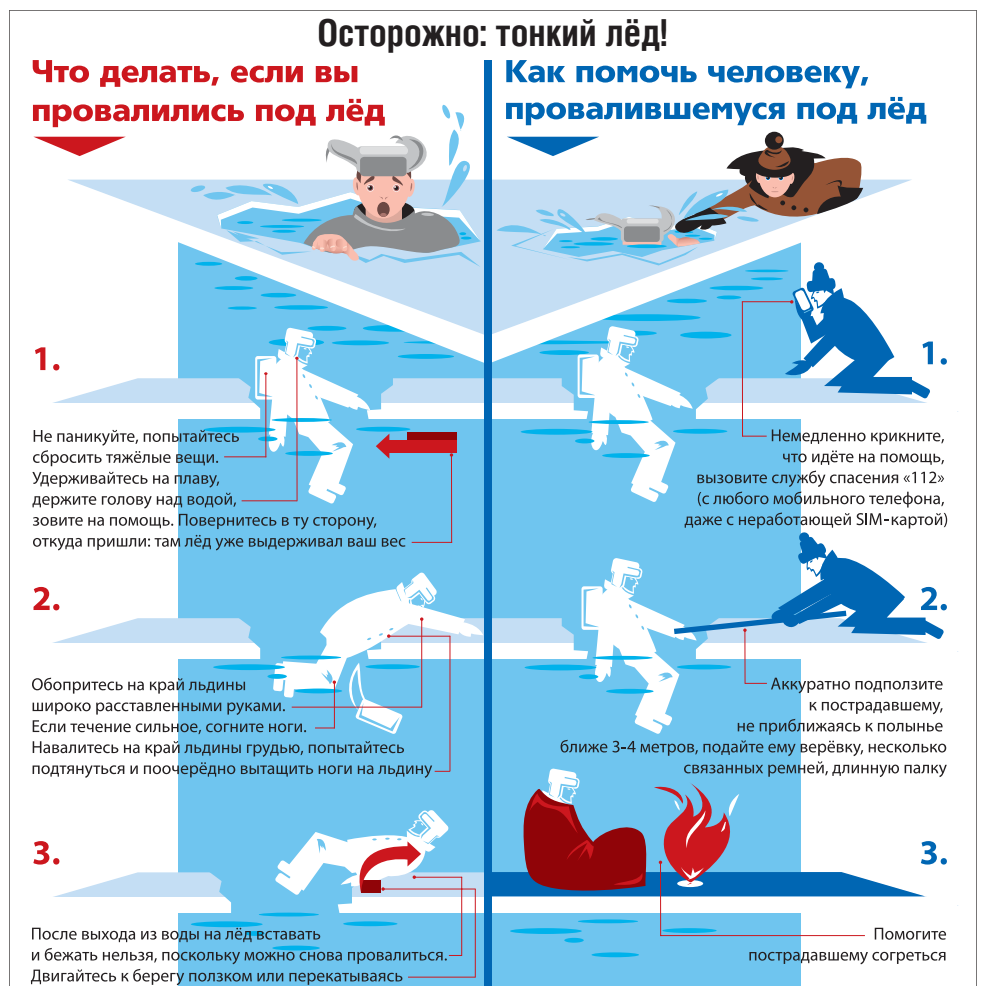 Осторожно: тонкий лёд!
Что делать, если вы
провалились под лёд
1.
Не паникуйте, попытайтесь
сбросить тяжёлые вещи.
Удерживайтесь на плаву,
держите голову над водой,
зовите на помощь. Повернитесь в ту сторону,
откуда пришли: там лёд уже выдерживал ваш вес
2.
Обопритесь на край льдины
широко расставленными руками.
Если течение сильное, согните ноги.
Навалитесь на край льдины грудью, попытайтесь
подтянуться и поочерёдно вытащить ноги на льдину
3.
После выхода из воды на лёд вставать
и бежать нельзя, поскольку можно снова провалиться.
Двигайтесь к берегу ползком или перекатываясь
Как помочь человеку,
провалившемуся под лёд
1.
Немедленно крикните,
что идёте на помощь,
вызовите службу спасения «112»
(с любого мобильного телефона,
даже с неработающей SIM-картой)
2.
Аккуратно подползите
к пострадавшему,
не приближаясь к полынье
ближе 3-4 метров, подайте ему верёвку, несколько
связанных ремней, длинную палку
3.
Помогите
пострадавшему согреться